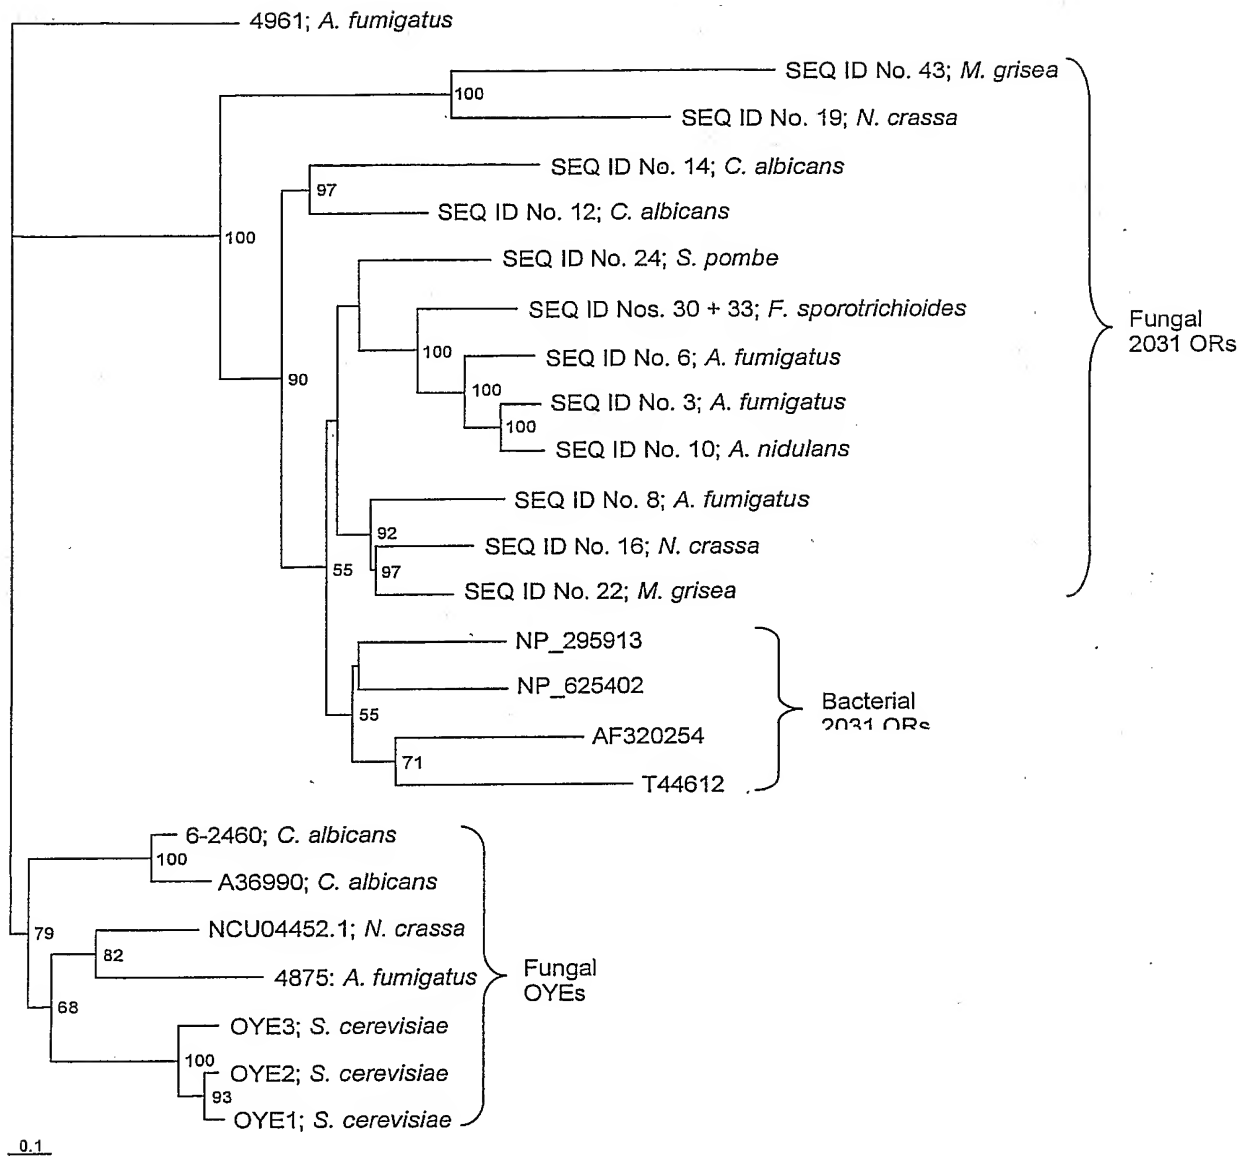 4961; A. fumigatus
SEQ ID No. 43; M. grisea
100
SEQ ID No. 19; N. crassa
SEQ ID No. 14; C. albicans
97
SEQ ID No. 12; C. albicans
100
SEQ ID No. 24; S. pombe
SEQ ID Nos. 30 + 33; F. sporotrichioides
Fungal
2031 ORs
100
SEQ ID No. 6; A. fumigatus
90
100
SEQ ID No. 3; A. fumigatus
100
SEQ ID No. 10; A. nidulans
SEQ ID No. 8; A. fumigatus
92
SEQ ID No. 16; N. crassa
55
97
SEQ ID No. 22; M. grisea
NP_295913
NP_625402
Bacterial
2031 ORs
55
AF320254
71
T44612
6-2460; C. albicans
100
A36990; C. albicans
79
NCU04452.1; N. crassa
82
4875: A. fumigatus
Fungal
OYEs
68
OYE3; S. cerevisiae
100
OYE2; S. cerevisiae
93
OYE1; S. cerevisiae
0.1